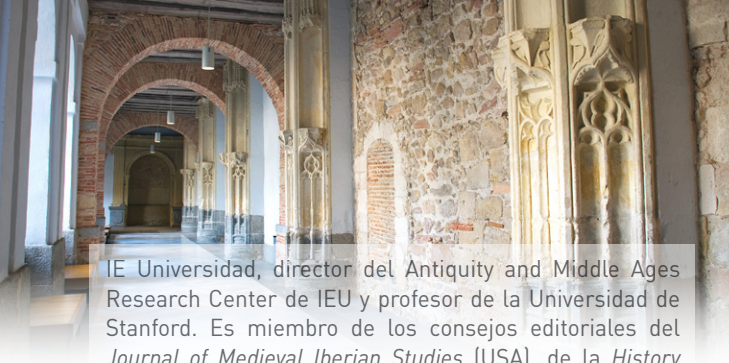 IE Universidad, director del Antiquity and Middle Ages
Research Center de IEU y profesor de la Universidad de
Stanford. Es miembro de los consejos editoriales del
Journal of Medieval Iberian Studies (USA), de la History